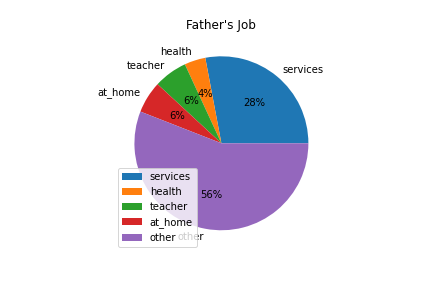 Father's Job
health
teacher
services
at_home
4%
6%
28%
6%
56%
other
services
health
teacher
at_home
other